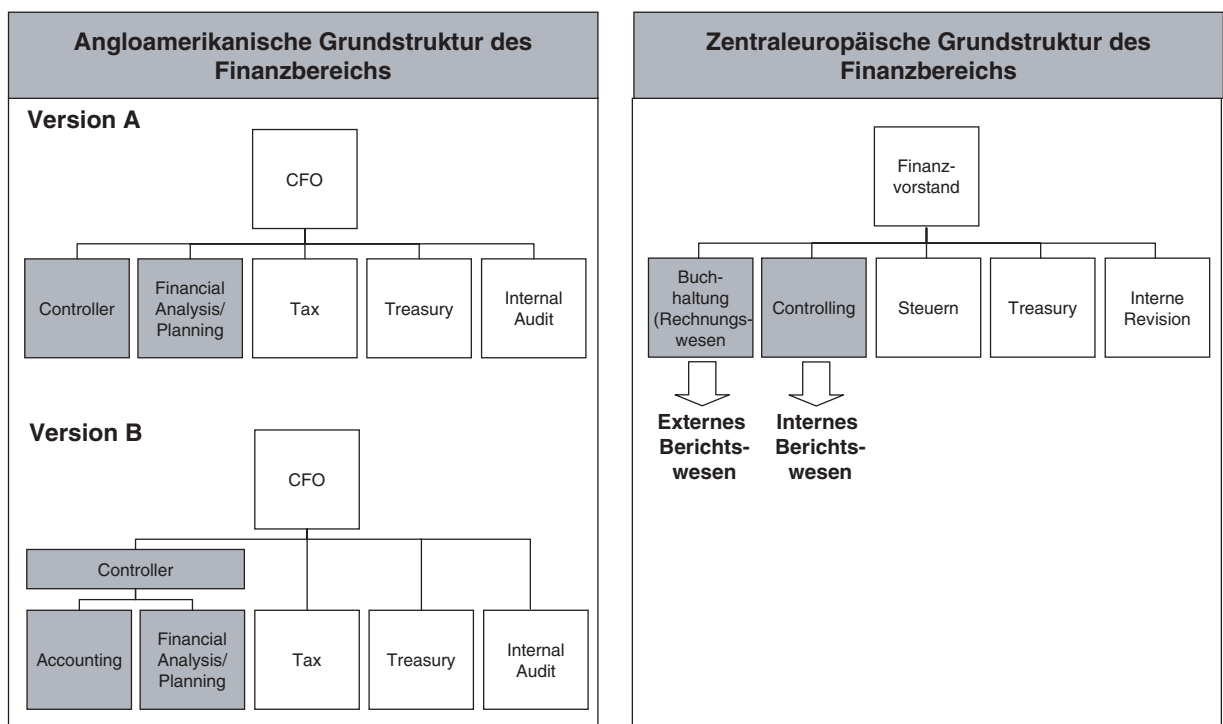 Angloamerikanische Grundstruktur des
Finanzbereichs
Version A
CFO
Controller
Financial
Analysis/
Planning
Tax
Treasury
Internal
Audit
Version B
CFO
Controller
Accounting
Financial
Analysis/
Planning
Tax
Treasury
Internal
Audit
Zentraleuropäische Grundstruktur des
Finanzbereichs
Finanz-
vorstand
Buch-
haltung
(Rechnungs-
wesen
Controlling
Steuern
Treasury
Interne
Revision
Externes
Berichts-
wesen
Internes
Berichts-
wesen